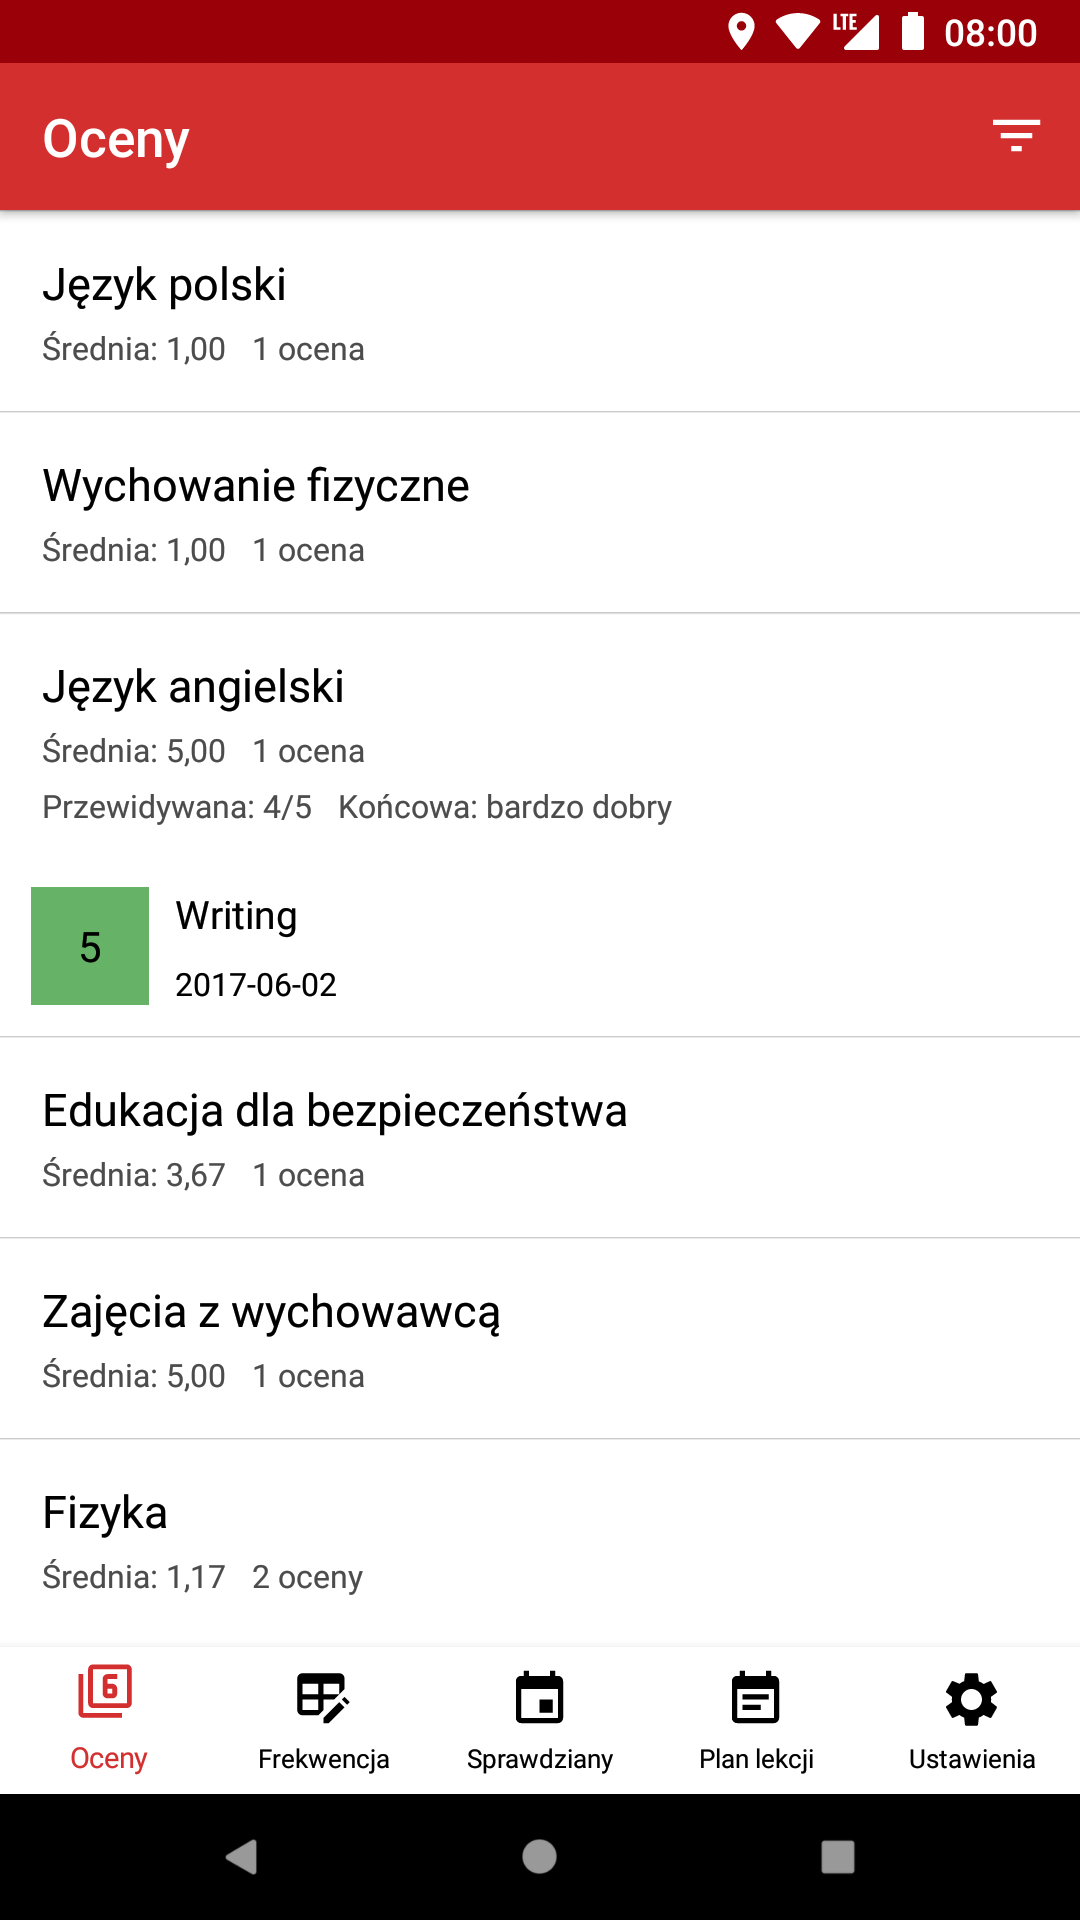 LTE 08:00
Oceny
Język polski
Średnia: 1,00 1 ocena
Wychowanie fizyczne
Średnia: 1,00 1 ocena
Język angielski
Średnia: 5,00 1 ocena
Przewidywana: 4/5 Końcowa: bardzo dobry
5 Writing
2017-06-02
Edukacja dla bezpieczeństwa
Średnia: 3,67 1 ocena
Zajęcia z wychowawcą
Średnia: 5,00 1 ocena
Fizyka
Średnia: 1,17 2 oceny
6
Oceny Frekwencja Sprawdziany Plan lekcji Ustawienia